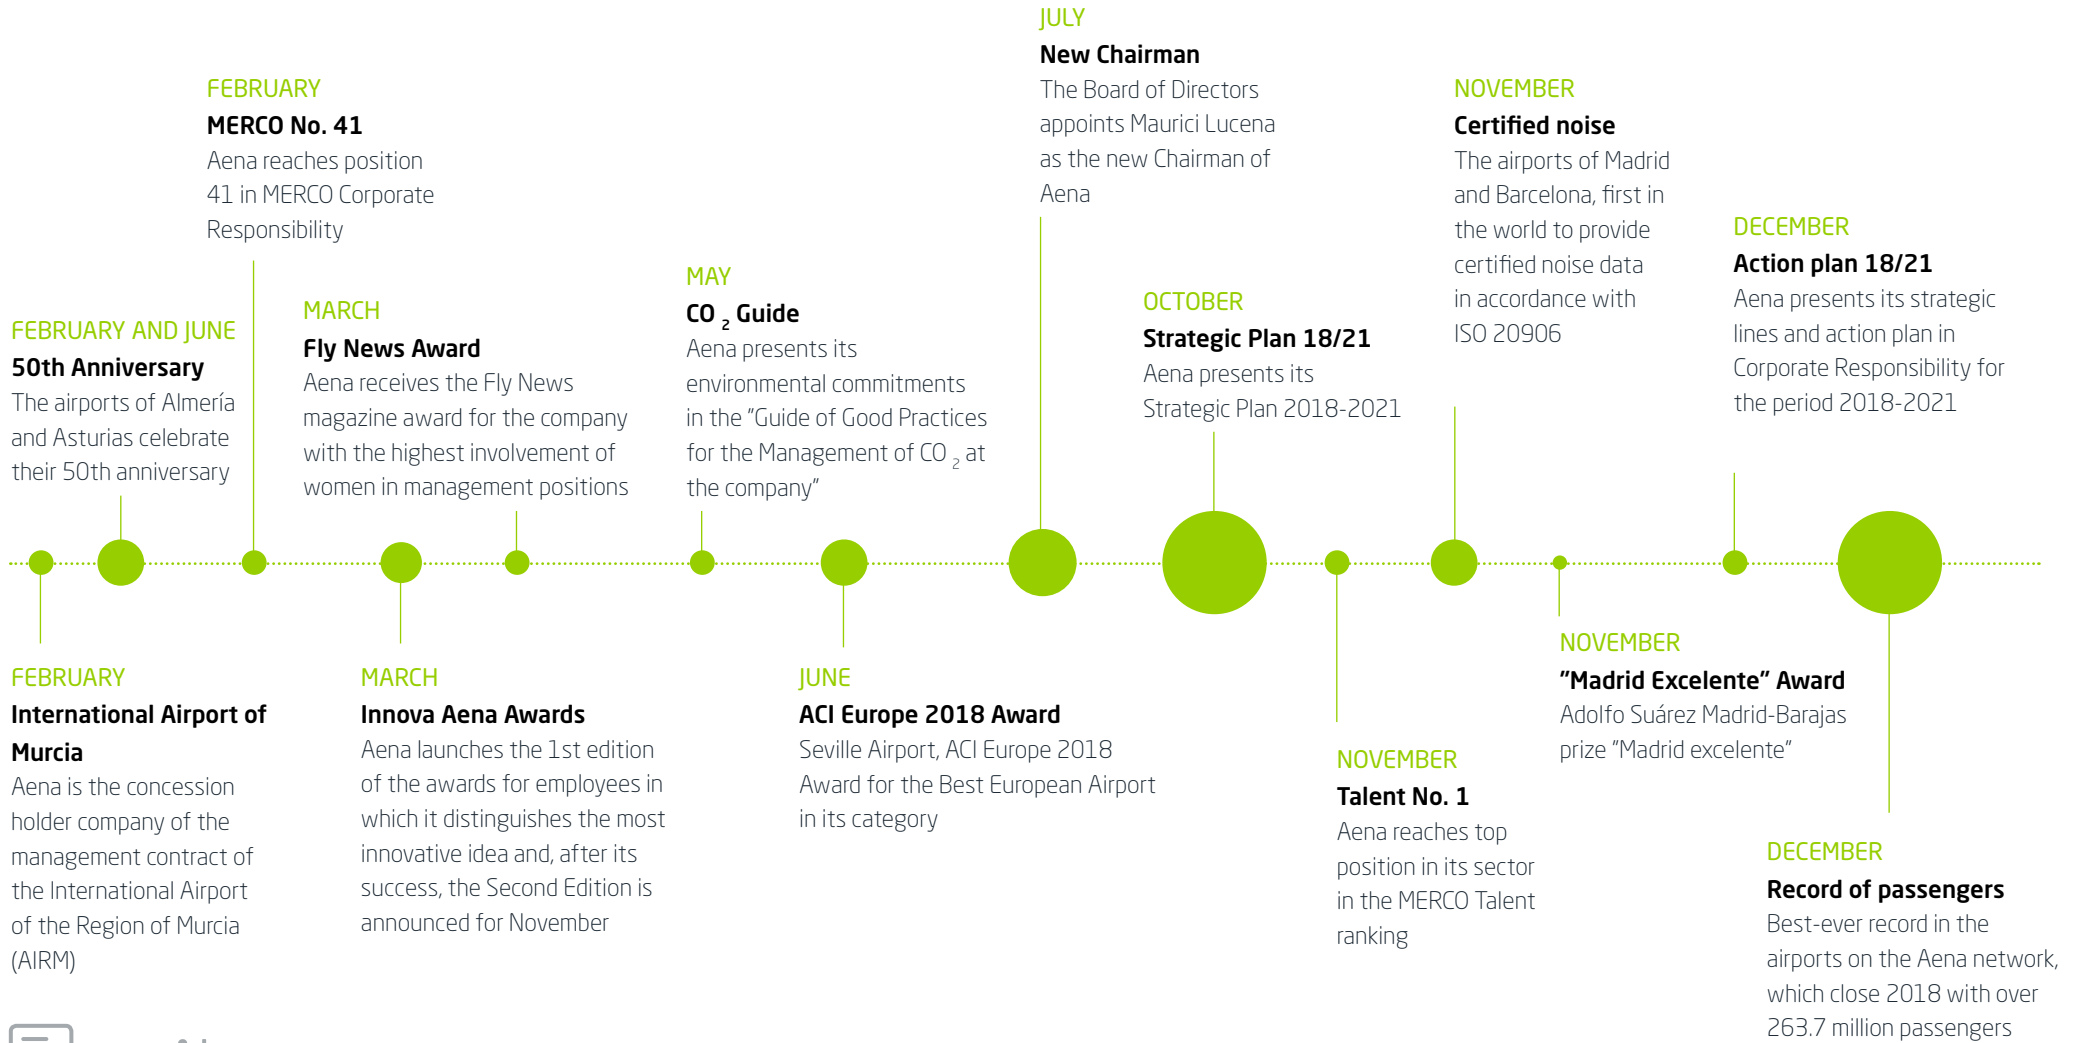 FEBRUARY
International Airport of
Murcia
Aena is the concession
holder company of the
management contract of
the International Airport
of the Region of Murcia
(AIRM)
FEBRUARY AND JUNE
50th Anniversary
The airports of Almería
and Asturias celebrate
their 50th anniversary
FEBRUARY
MERCO No. 41
Aena reaches position
41 in MERCO Corporate
Responsibility
MARCH
Innova Aena Awards
Aena launches the 1st edition
of the awards for employees in
which it distinguishes the most
innovative idea and, after its
success, the Second Edition is
announced for November
MARCH
Fly News Award
Aena receives the Fly News
magazine award for the company
with the highest involvement of
women in management positions
MAY
CO 2 Guide
Aena presents its
environmental commitments
in the "Guide of Good Practices
for the Management of CO 2 at
the company"
JUNE
ACI Europe 2018 Award
Seville Airport, ACI Europe 2018
Award for the Best European Airport
in its category
JULY
New Chairman
The Board of Directors
appoints Maurici Lucena
as the new Chairman of
Aena
OCTOBER
Strategic Plan 18/21
Aena presents its
Strategic Plan 2018-2021
NOVEMBER
Talent No. 1
Aena reaches top
position in its sector
in the MERCO Talent
ranking
NOVEMBER
Certified noise
The airports of Madrid
and Barcelona, first in
the world to provide
certified noise data
in accordance with
ISO 20906
NOVEMBER
"Madrid Excelente" Award
Adolfo Suárez Madrid-Barajas
prize "Madrid excelente"
DECEMBER
Action plan 18/21
Aena presents its strategic
lines and action plan in
Corporate Responsibility for
the period 2018-2021
DECEMBER
Record of passengers
Best-ever record in the
airports on the Aena network,
which close 2018 with over
263.7 million passengers